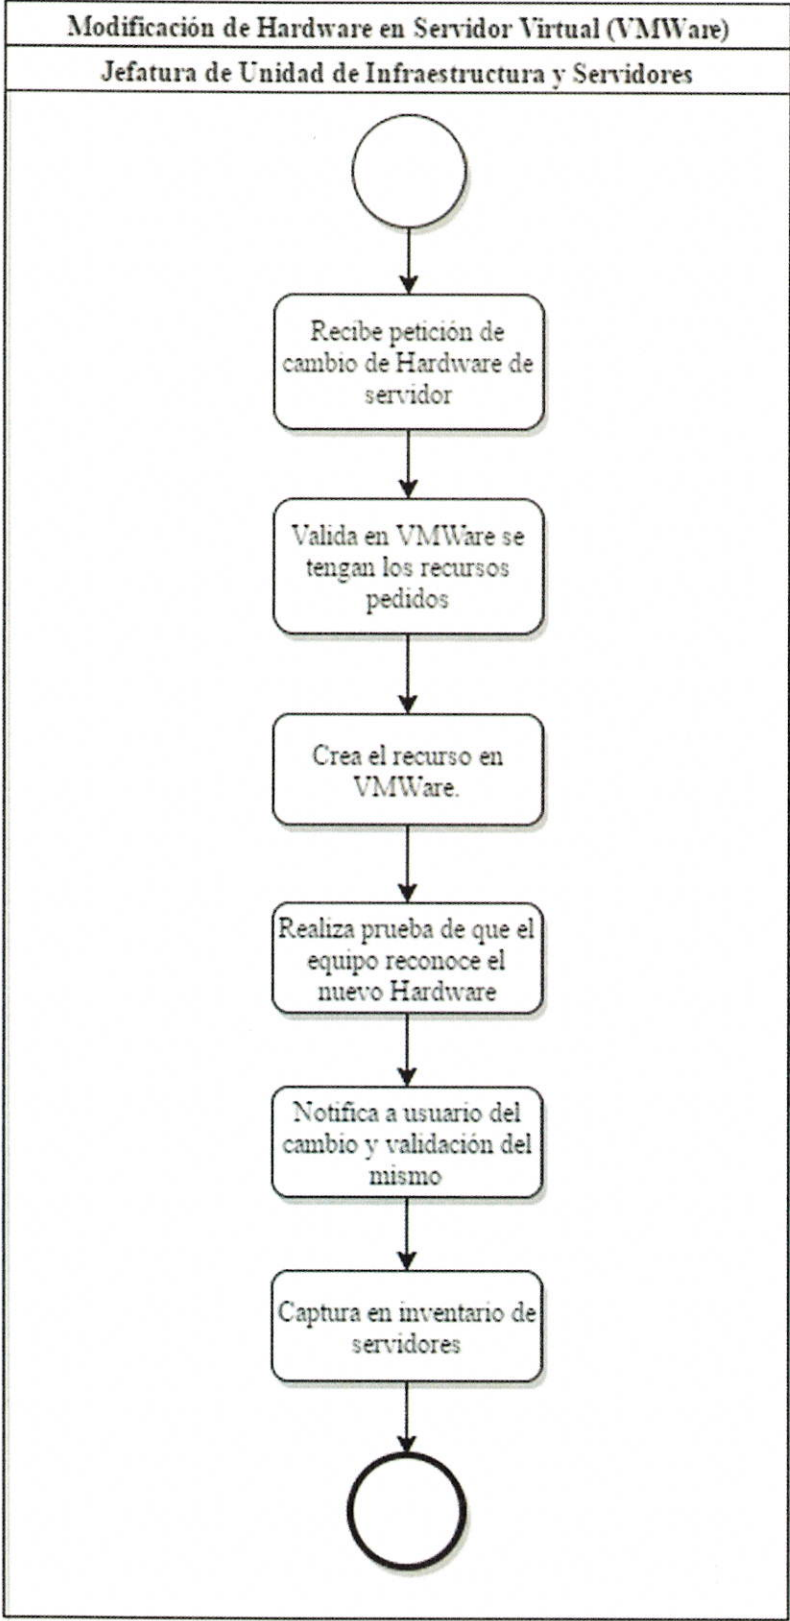 Modificación de Hardware en Servidor Virtual (VMWare)
Jefatura de Unidad de Infraestructura y Servidores
Recibe petición de
cambio de Hardware de
servidor
Valida en VMWare se
tengan los recursos
pedidos
Crea el recurso en
VMWare.
Realiza prueba de que el
equipo reconoce el
nuevo Hardware
Notifica a usuario del
cambio y validación del
mismo
Captura en inventario de
servidores